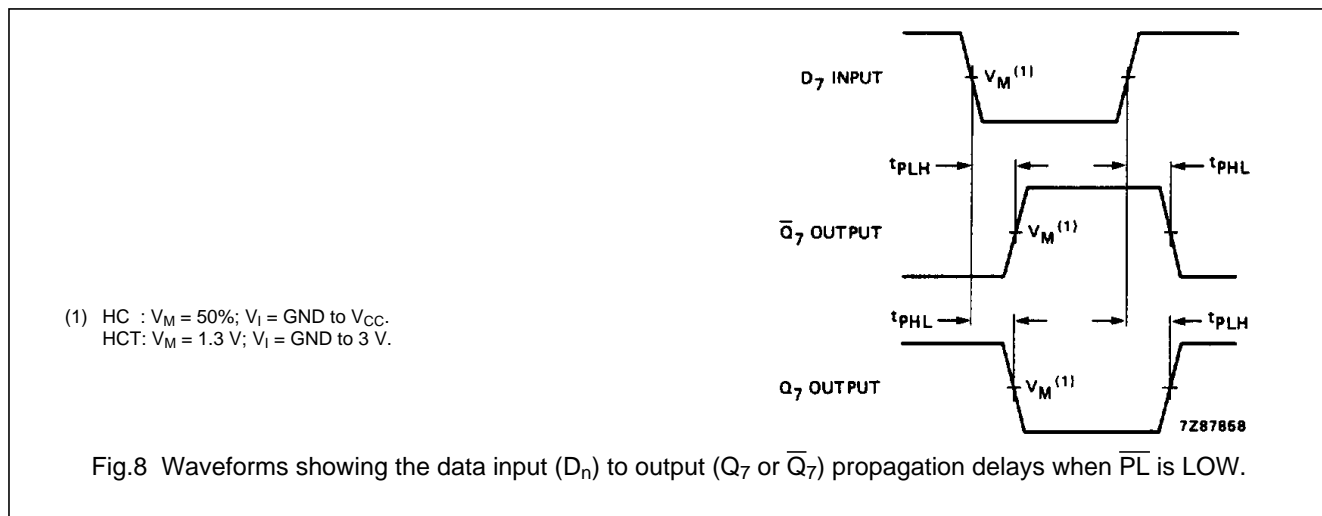 D7 INPUT
VM(1)
tPLH
tPHL
Q̅7 OUTPUT
VM(1)
(1) HC : VM = 50%; VI = GND to VCC.
HCT: VM = 1.3 V; VI = GND to 3 V.
tPHL
tPLH
Q7 OUTPUT
VM(1)
7Z87858
Fig.8 Waveforms showing the data input (Dn) to output (Q7 or Q̅7) propagation delays when P̅L̅ is LOW.